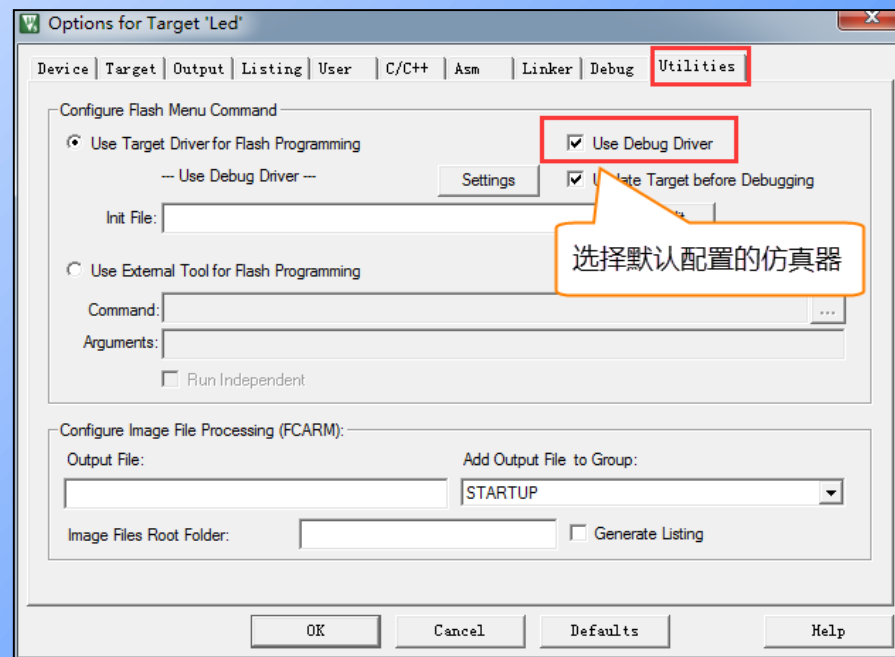 Options for Target 'Led'
Device Target Output Listing User C/C++ Asm Linker Debug Utilities
Configure Flash Menu Command
Use Target Driver for Flash Programming
Use Debug Driver
--- Use Debug Driver ---
Settings
Target before Debugging
Init File:
选择默认配置的仿真器
Use External Tool for Flash Programming
Command:
...
Arguments:
Run Independent
Configure Image File Processing (FCARM):
Output File:
Add Output File to Group:
STARTUP
Image Files Root Folder:
Generate Listing
OK Cancel Defaults Help